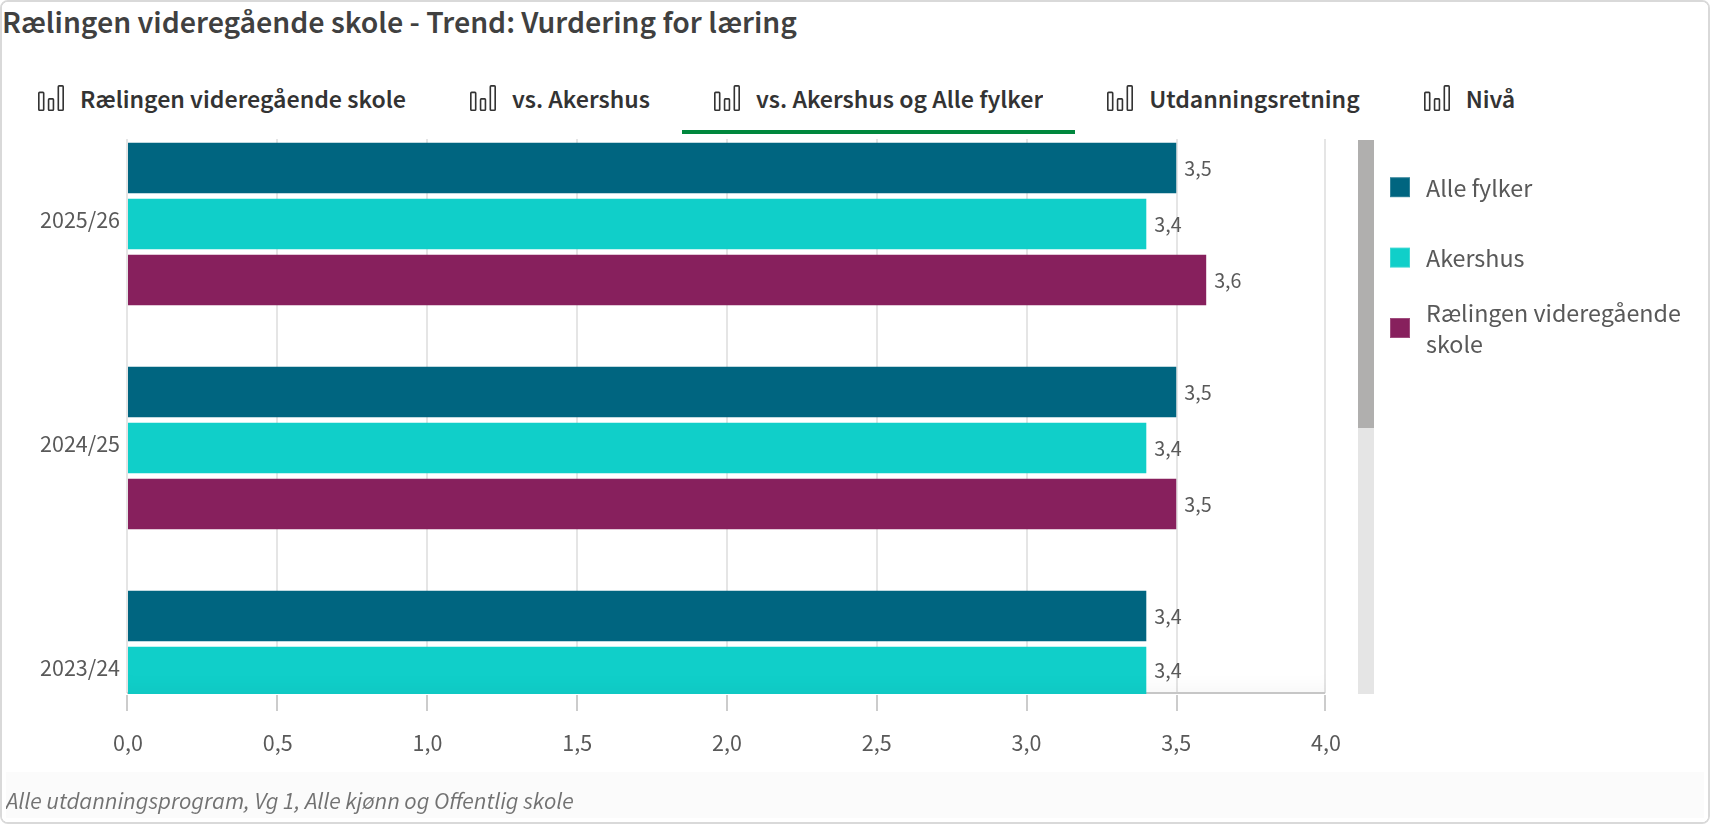 Rælingen videregående skole - Trend: Vurdering for læring
Rælingen videregående skole
vs. Akershus
vs. Akershus og Alle fylker
Utdanningsretning
Nivå
2025/26
3,5
3,4
3,6
2024/25
3,5
3,4
3,5
2023/24
3,4
3,4
0,0 0,5 1,0 1,5 2,0 2,5 3,0 3,5 4,0
Alle fylker
Akershus
Rælingen videregående
skole
Alle utdanningsprogram, Vg 1, Alle kjønn og Offentlig skole